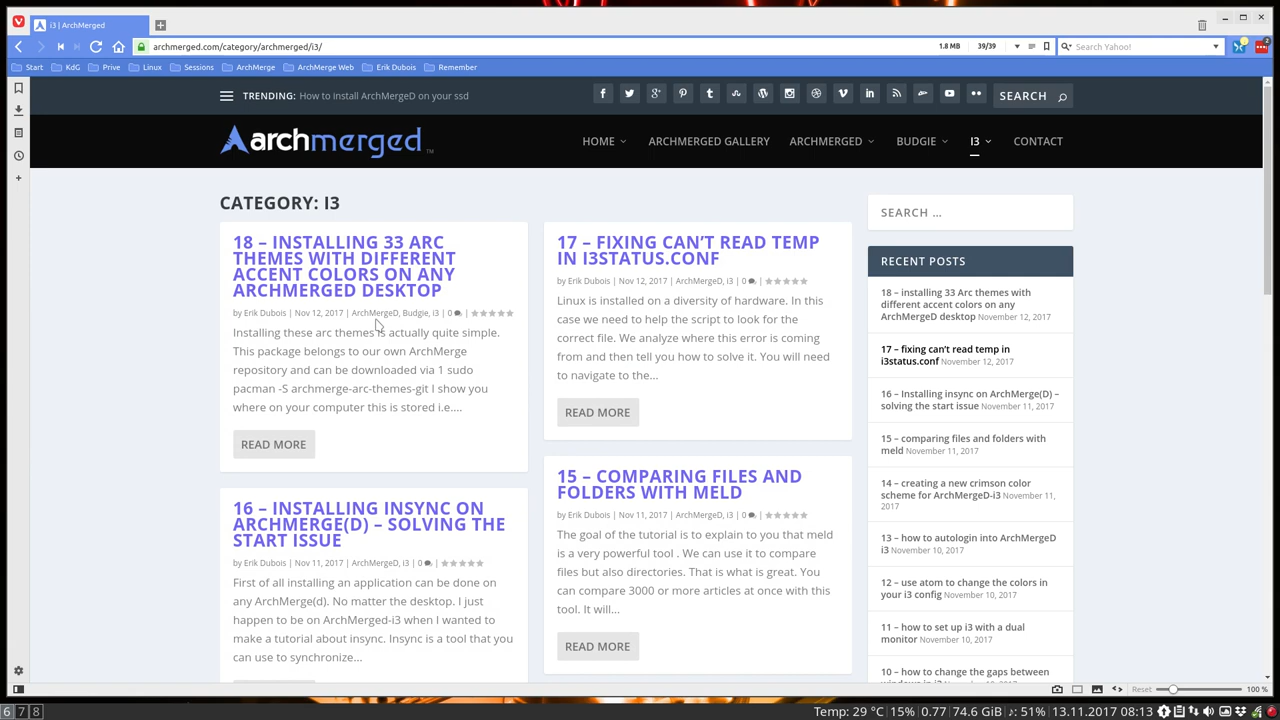 i3 | ArchMerged
archmerged.com/category/archmerged/i3/
1.8 MB
39/39
Search Yahoo!
2
Start
KdG
Prive
Linux
Sessions
ArchMerge
ArchMerge Web
Erik Dubois
Remember
TRENDING: How to install ArchMergeD on your ssd
SEARCH
archmerged™
HOME
ARCHMERGED GALLERY
ARCHMERGED
BUDGIE
I3
CONTACT
CATEGORY: I3
18 – INSTALLING 33 ARC
THEMES WITH DIFFERENT
ACCENT COLORS ON ANY
ARCHMERGED DESKTOP
by Erik Dubois | Nov 12, 2017 | ArchMergeD, Budgie, i3 | 0 |
Installing these arc themes is actually quite simple.
This package belongs to our own ArchMerge
repository and can be downloaded via 1 sudo
pacman -S archmerge-arc-themes-git I show you
where on your computer this is stored i.e....
READ MORE
16 – INSTALLING INSYNC ON
ARCHMERGE(D) – SOLVING THE
START ISSUE
by Erik Dubois | Nov 11, 2017 | ArchMergeD, i3 | 0 |
First of all installing an application can be done on
any ArchMerge(d). No matter the desktop. I just
happen to be on ArchMerged-i3 when I wanted to
make a tutorial about insync. Insync is a tool that you
can use to synchronize...
17 – FIXING CAN’T READ TEMP
IN I3STATUS.CONF
by Erik Dubois | Nov 12, 2017 | ArchMergeD, i3 | 0 |
Linux is installed on a diversity of hardware. In this
case we need to help the script to look for the
correct file. We analyze where this error is coming
from and then tell you how to solve it. You will need
to navigate to the...
READ MORE
15 – COMPARING FILES AND
FOLDERS WITH MELD
by Erik Dubois | Nov 11, 2017 | ArchMergeD, i3 | 0 |
The goal of the tutorial is to explain to you that meld
is a very powerful tool . We can use it to compare
files but also directories. That is what is great. You
can compare 3000 or more articles at once with this
tool. It will...
READ MORE
SEARCH ...
RECENT POSTS
18 – installing 33 Arc themes with
different accent colors on any
ArchMergeD desktop November 12, 2017
17 – fixing can’t read temp in
i3status.conf November 12, 2017
16 – Installing insync on ArchMerge(D) –
solving the start issue November 11, 2017
15 – comparing files and folders with
meld November 11, 2017
14 – creating a new crimson color
scheme for ArchMergeD-i3 November 11,
2017
13 – how to autologin into ArchMergeD
i3 November 10, 2017
12 – use atom to change the colors in
your i3 config November 10, 2017
11 – how to set up i3 with a dual
monitor November 10, 2017
10 – how to change the gaps between
windows in i3 November 10, 2017
Reset
100 %
6 7 8
Temp: 29 °C | 15% | 0.77 | 74.6 GiB | ♪: 51% | 13.11.2017 08:13